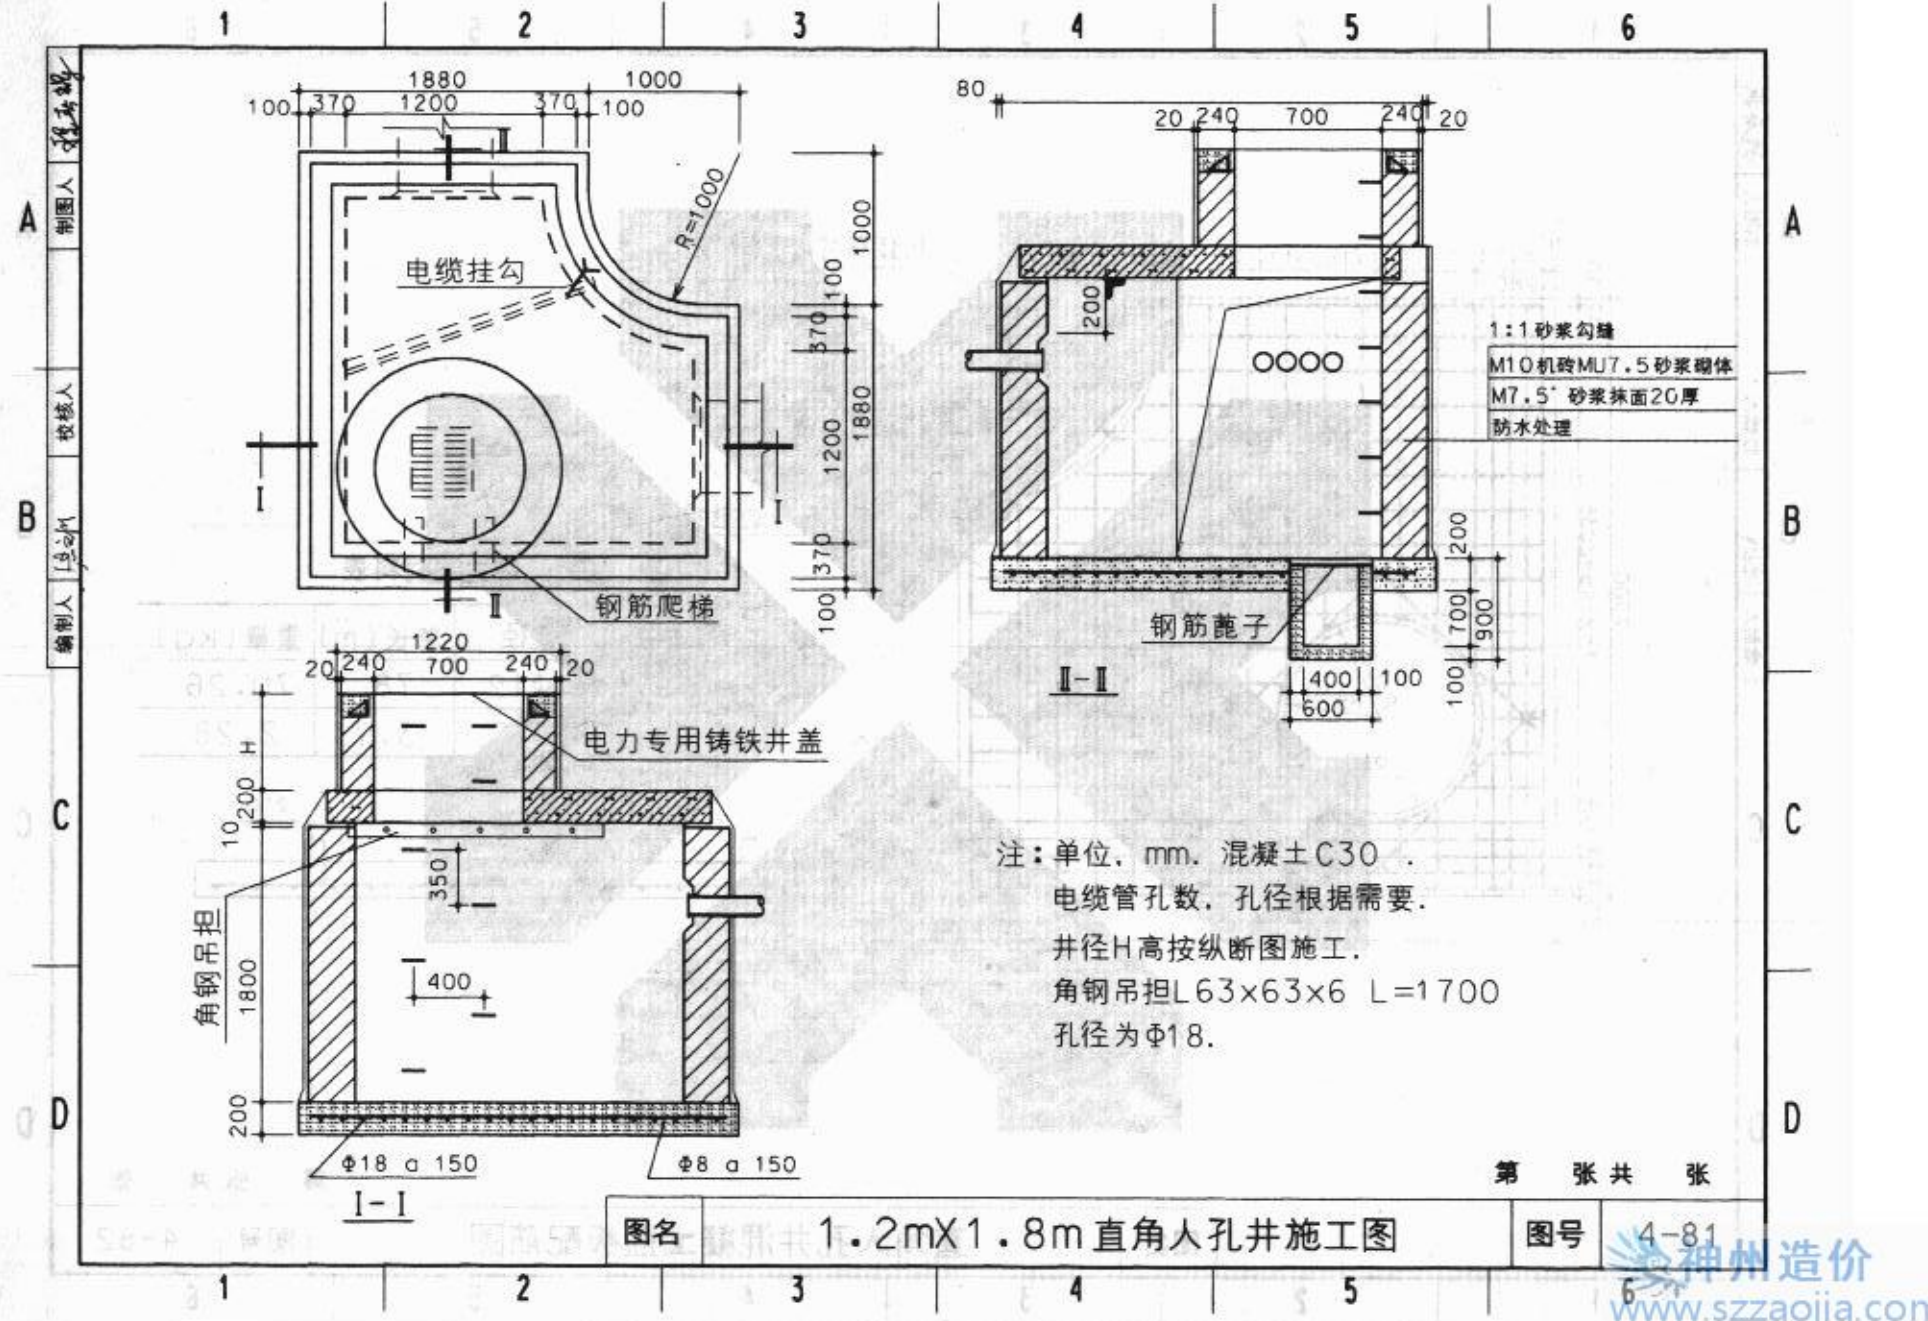 1 2 3 4 5 6
A
B
C
D
制图人
校核人
编制人
1880 1000
100 370 1200 370 100
II
R=1000
电缆挂勾
1000
100
370
1880
1200
370
100
I I
II
钢筋爬梯
80
20 240 700 240 20
200
1:1砂浆勾缝
M10机砖MU7.5砂浆砌体
M7.5 砂浆抹面20厚
防水处理
200
700
900
100
钢筋蓖子
400 100
600
II-II
1220
20 240 700 240 20
电力专用铸铁井盖
H
200
10
350
角钢吊担
400
1800
200
Φ18 a 150
Φ8 a 150
I-I
注:单位. mm. 混凝土C30 .
电缆管孔数. 孔径根据需要.
井径H高按纵断图施工.
角钢吊担L63x63x6 L=1700
孔径为Φ18.
第 张 共 张
图名 1.2mX1.8m直角人孔井施工图 图号 4-81
A
B
C
D
1 2 3 4 5 6
神州造价
www.szzaojia.com